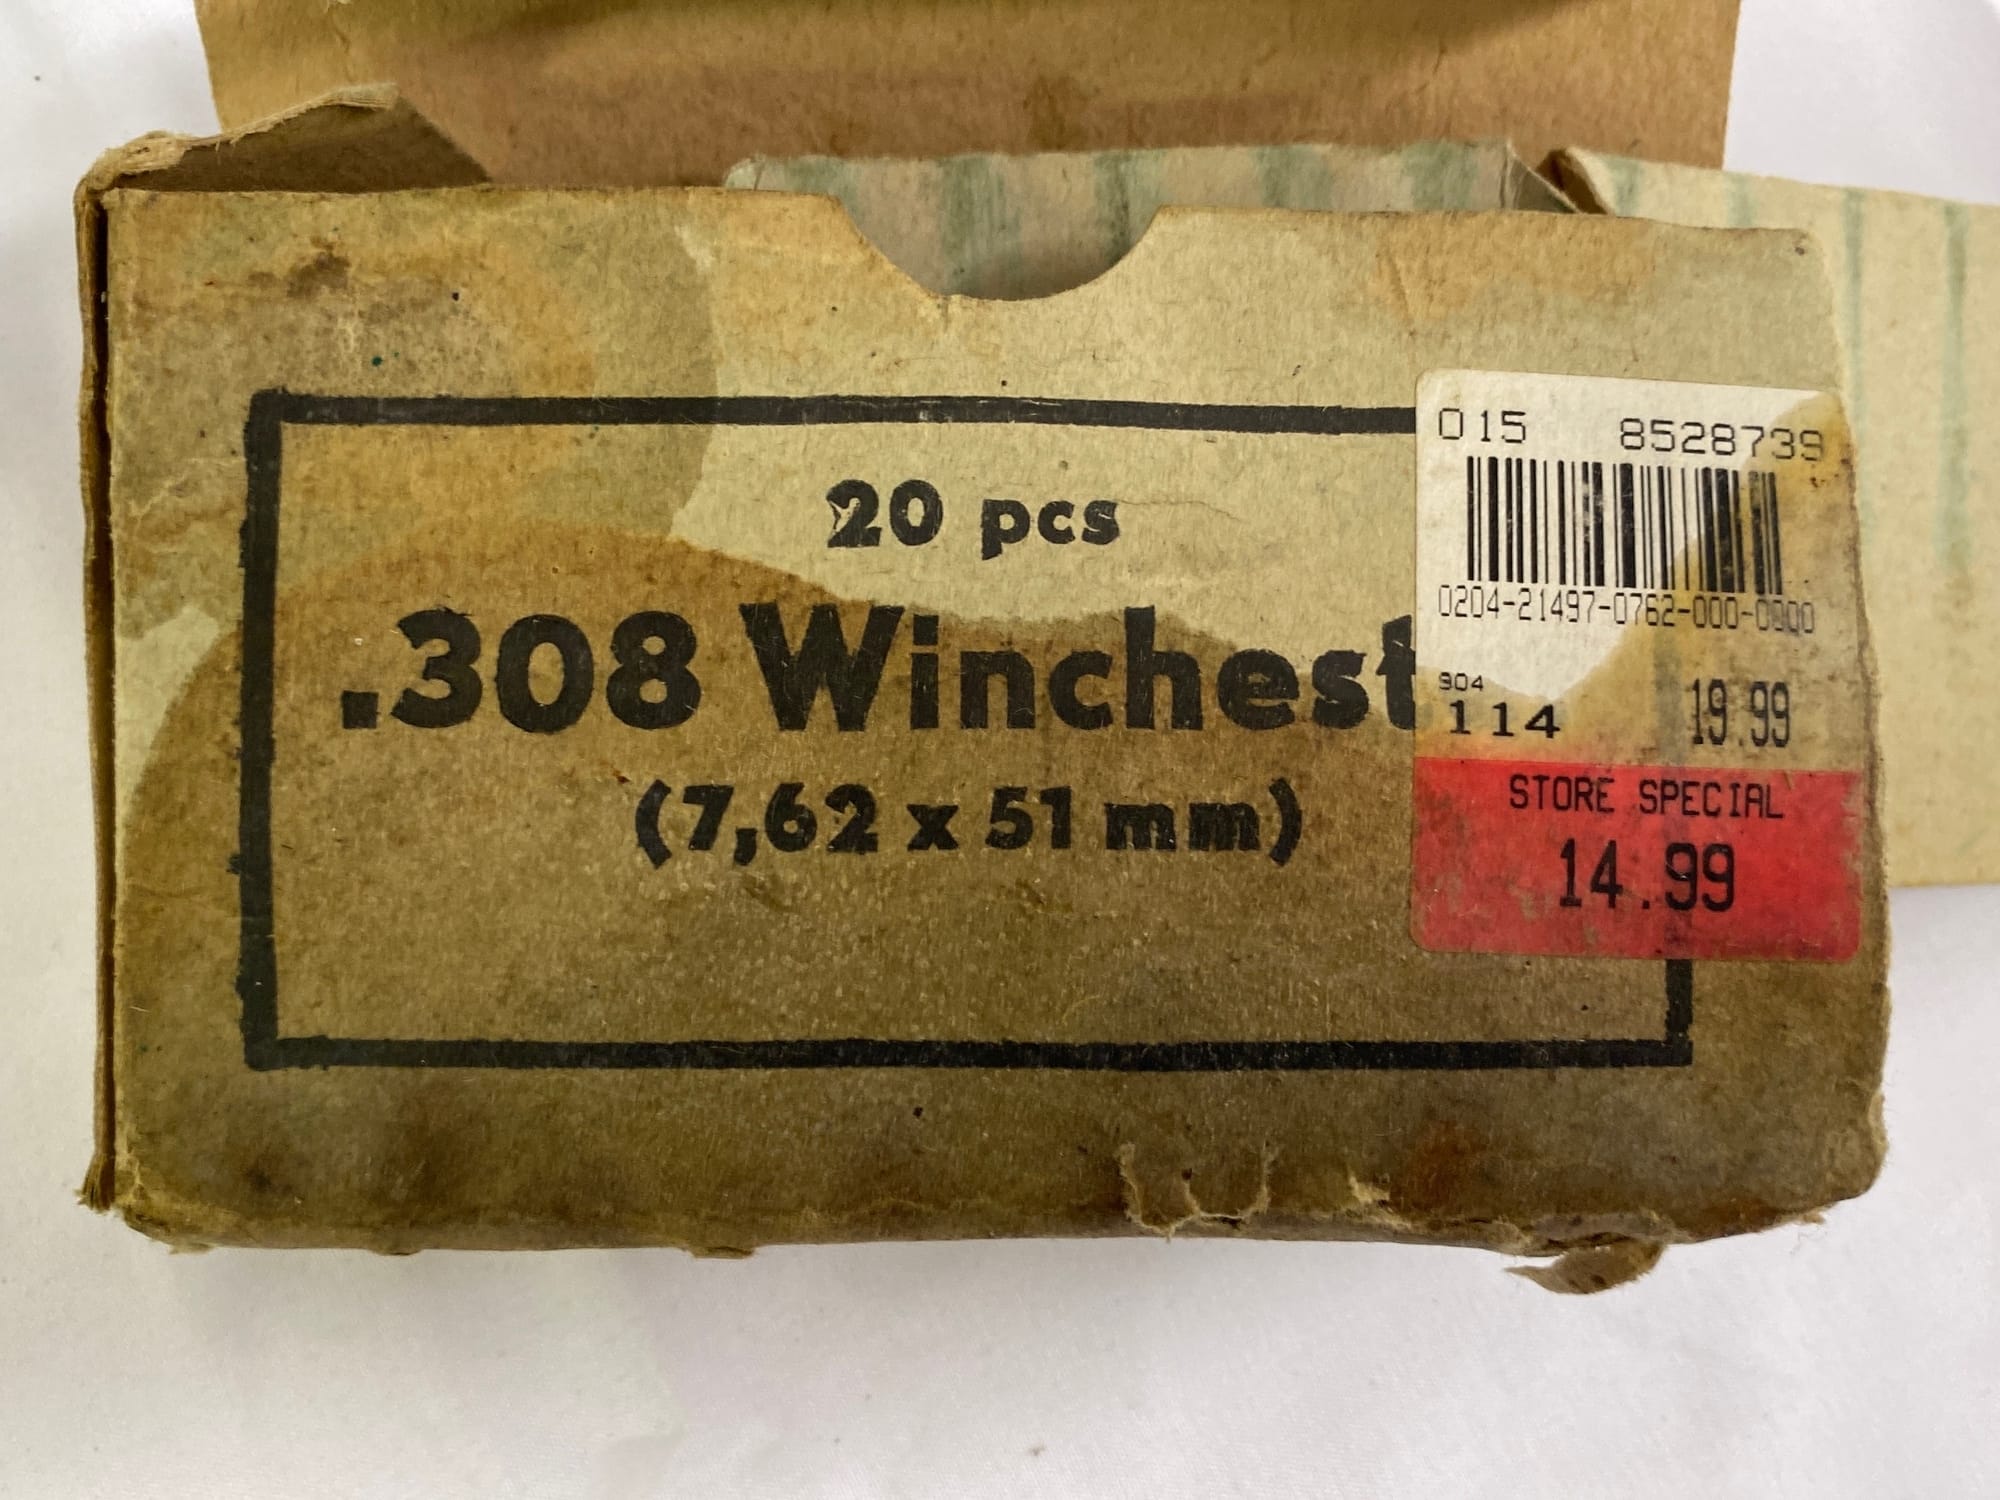 20 pcs
.308 Winchest
(7,62 x 51 mm)
015 8528739
0204-21497-0762-000-0000
904
114 19.99
STORE SPECIAL
14.99